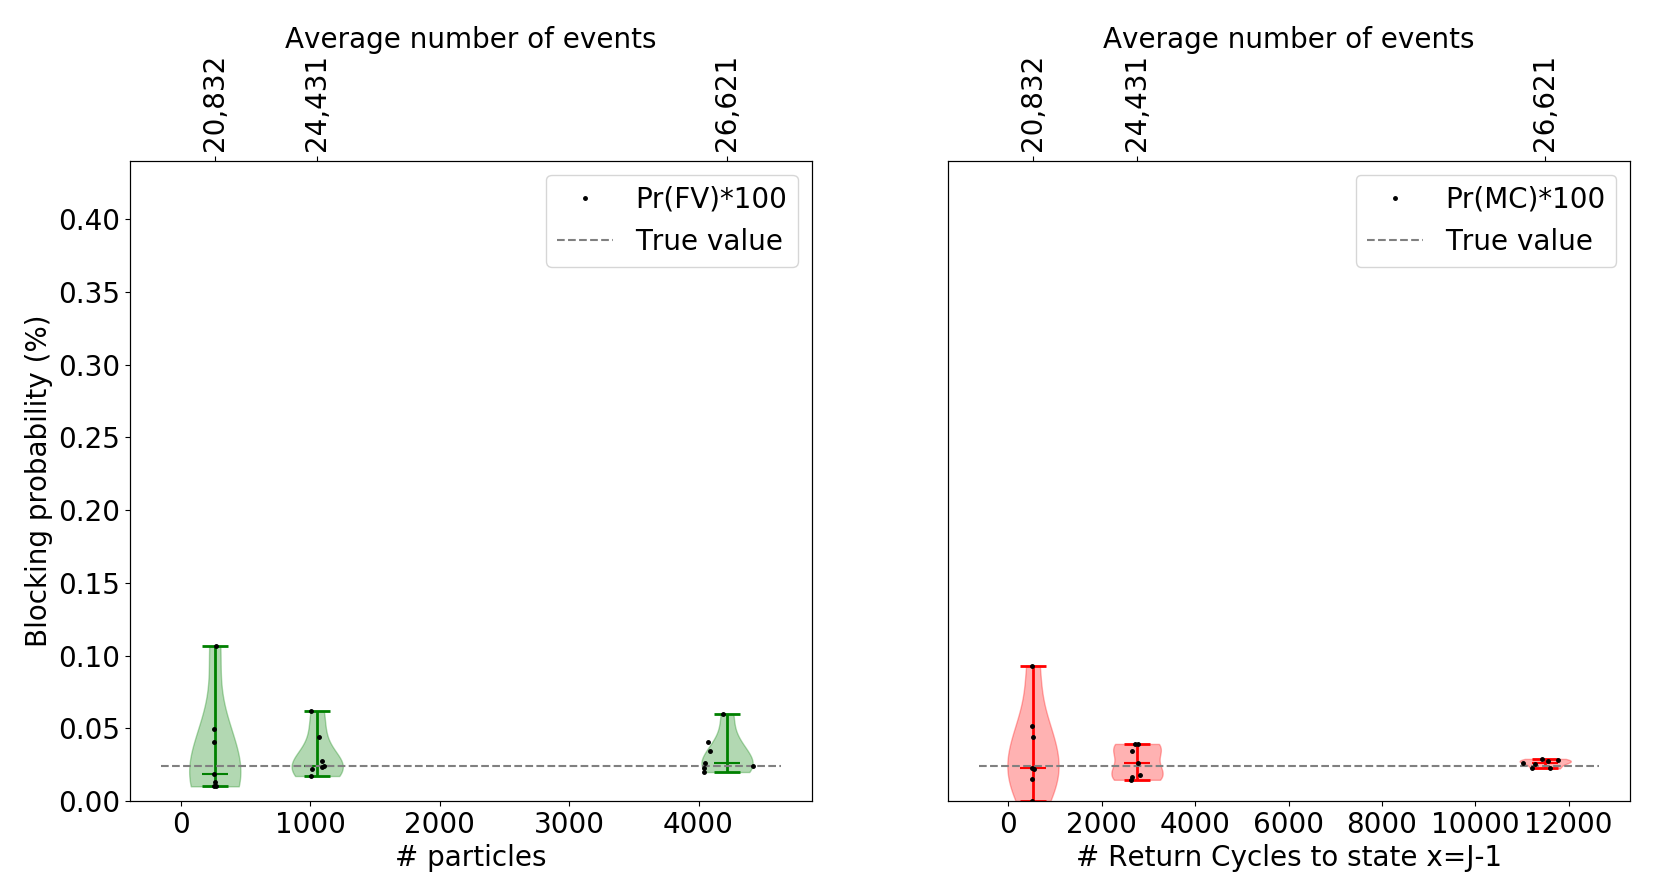 Average number of events
20,832
24,431
26,621
Pr(FV)*100
True value
Blocking probability (%)
0.40
0.35
0.30
0.25
0.20
0.15
0.10
0.05
0.00
0 1000 2000 3000 4000
# particles
Average number of events
20,832
24,431
26,621
Pr(MC)*100
True value
0 2000 4000 6000 8000 10000 12000
# Return Cycles to state x=J-1